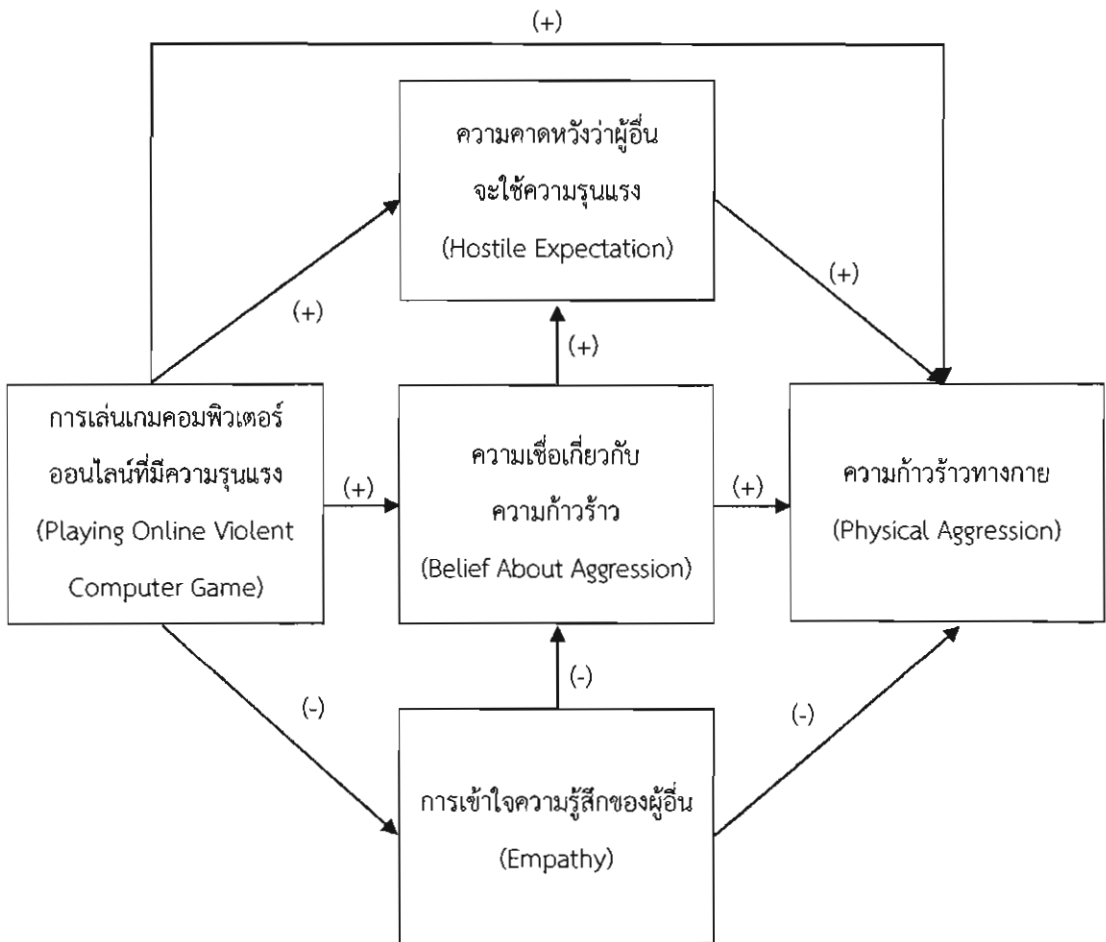 (+)
ความคาดหวังว่าผู้อื่น
จะใช้ความรุนแรง
(Hostile Expectation)
(+)
(+)
(+)
การเล่นเกมคอมพิวเตอร์
ออนไลน์ที่มีความรุนแรง
(Playing Online Violent
Computer Game)
(+)
ความเชื่อเกี่ยวกับ
ความก้าวร้าว
(Belief About Aggression)
(+)
ความก้าวร้าวทางกาย
(Physical Aggression)
(-)
(-)
(-)
การเข้าใจความรู้สึกของผู้อื่น
(Empathy)